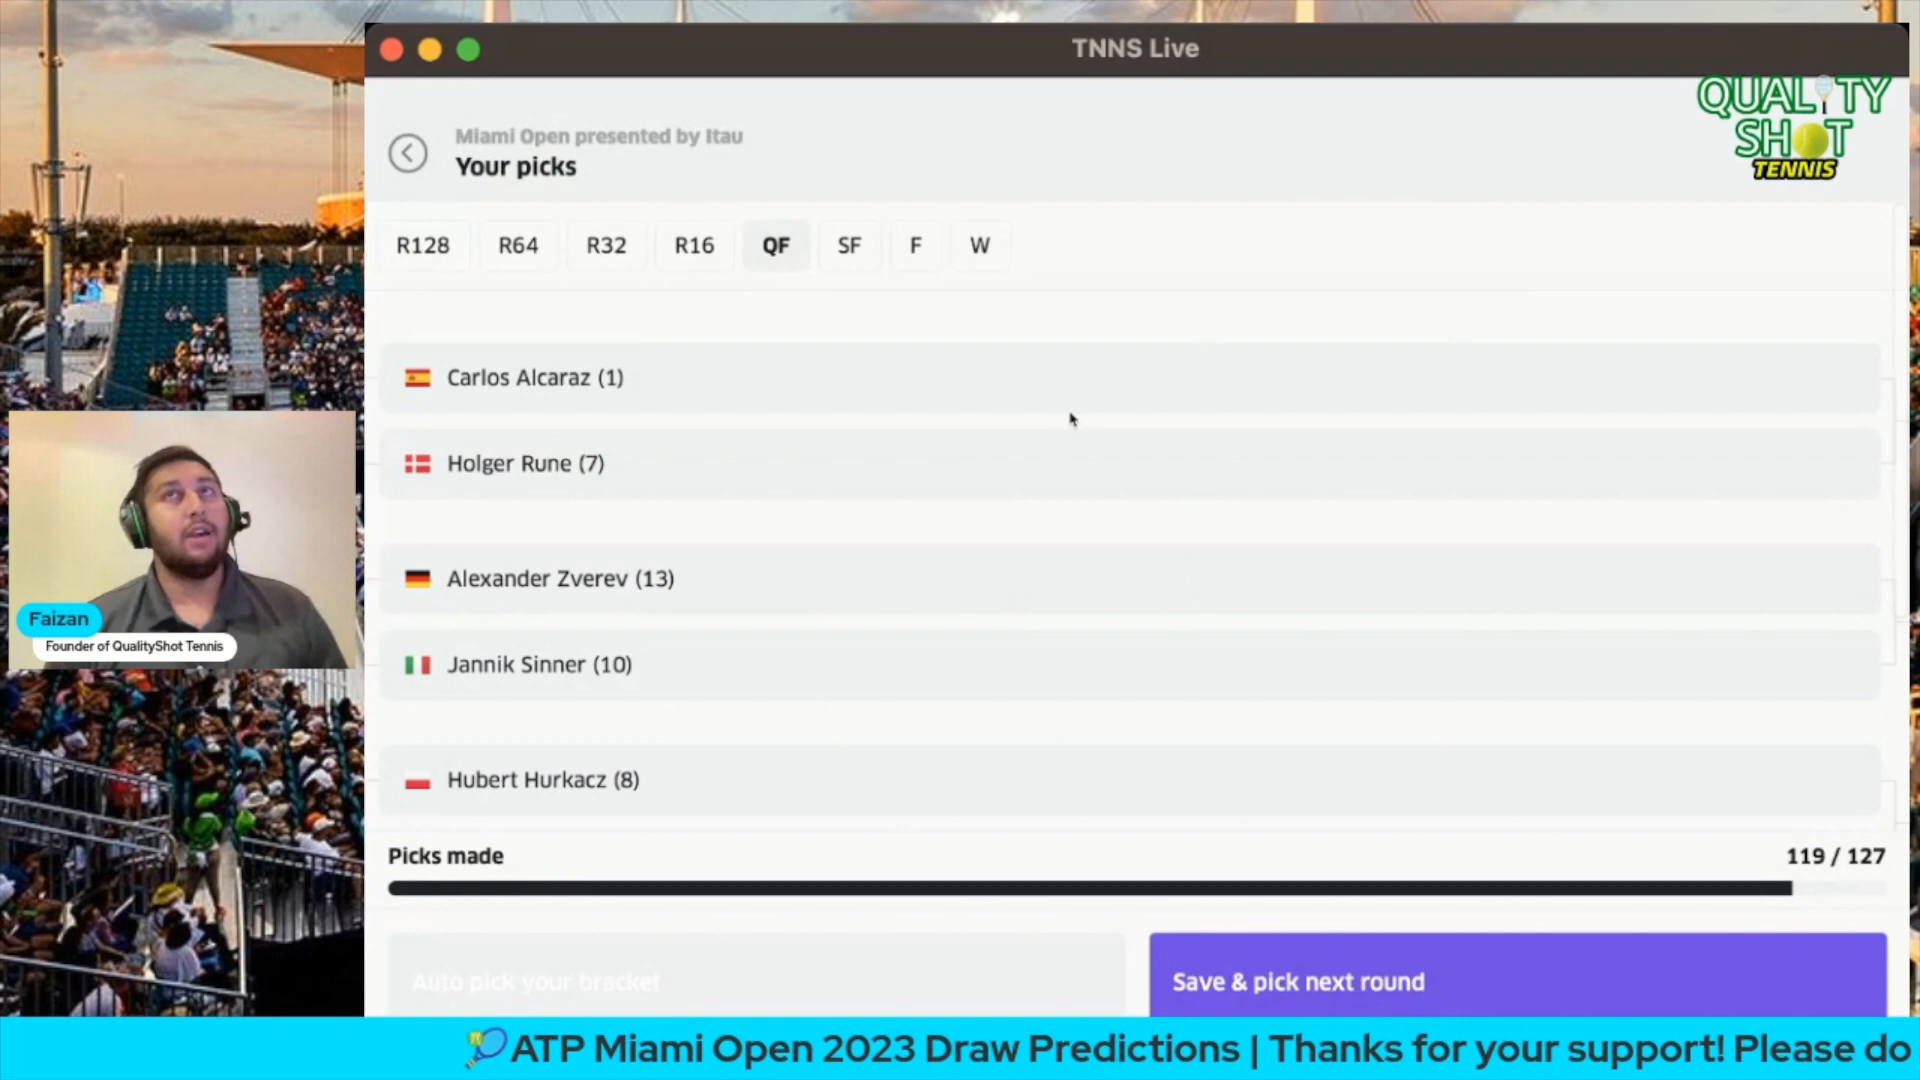 TNNS Live
QUALITY
SHOT
TENNIS
Miami Open presented by Itau
Your picks
R128 R64 R32 R16 QF SF F W
Carlos Alcaraz (1)
Holger Rune (7)
Alexander Zverev (13)
Jannik Sinner (10)
Hubert Hurkacz (8)
Faizan
Founder of QualityShot Tennis
Picks made 119 / 127
Auto pick your bracket
Save & pick next round
ATP Miami Open 2023 Draw Predictions | Thanks for your support! Please do